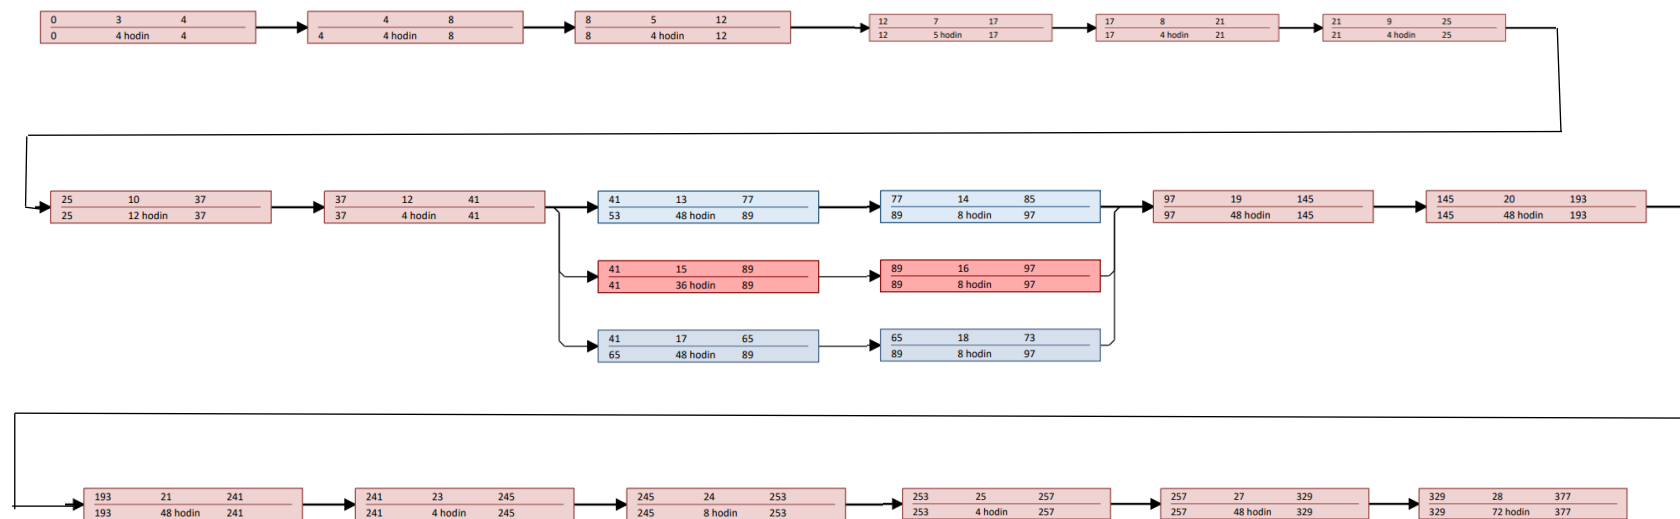 0 3 4
0 4 hodin 4
4 8
4 4 hodin 8
8 5 12
8 4 hodin 12
12 7 17
12 5 hodin 17
17 8 21
17 4 hodin 21
21 9 25
21 4 hodin 25
25 10 37
25 12 hodin 37
37 12 41
37 4 hodin 41
41 13 77
53 48 hodin 89
77 14 85
89 8 hodin 97
97 19 145
97 48 hodin 145
145 20 193
145 48 hodin 193
41 15 89
41 36 hodin 89
89 16 97
89 8 hodin 97
41 17 65
65 48 hodin 89
65 18 73
89 8 hodin 97
193 21 241
193 48 hodin 241
241 23 245
241 4 hodin 245
245 24 253
245 8 hodin 253
253 25 257
253 4 hodin 257
257 27 329
257 48 hodin 329
329 28 377
329 72 hodin 377